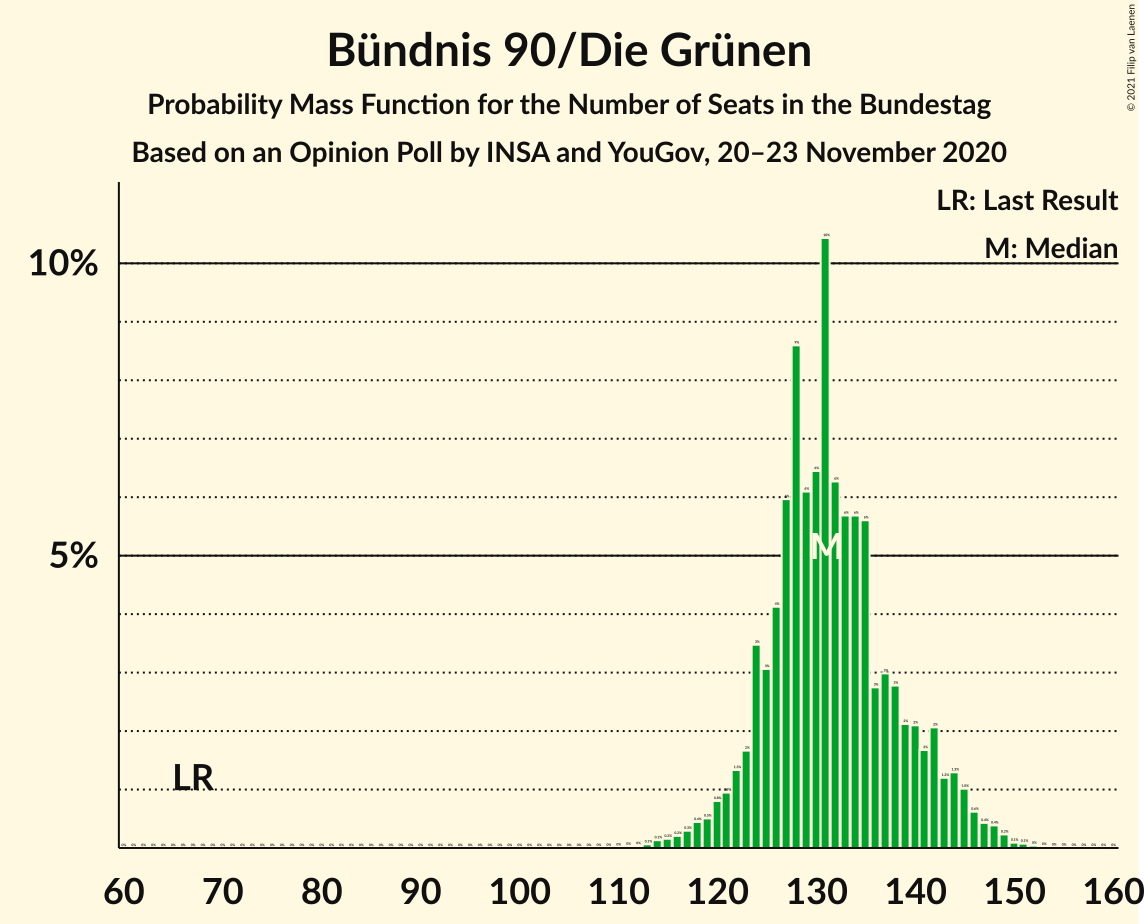 Bündnis 90/Die Grünen
Probability Mass Function for the Number of Seats in the Bundestag
Based on an Opinion Poll by INSA and YouGov, 20–23 November 2020
© 2021 Filip van Laenen
LR: Last Result
M: Median
10%
5%
M
LR
60 70 80 90 100 110 120 130 140 150 160